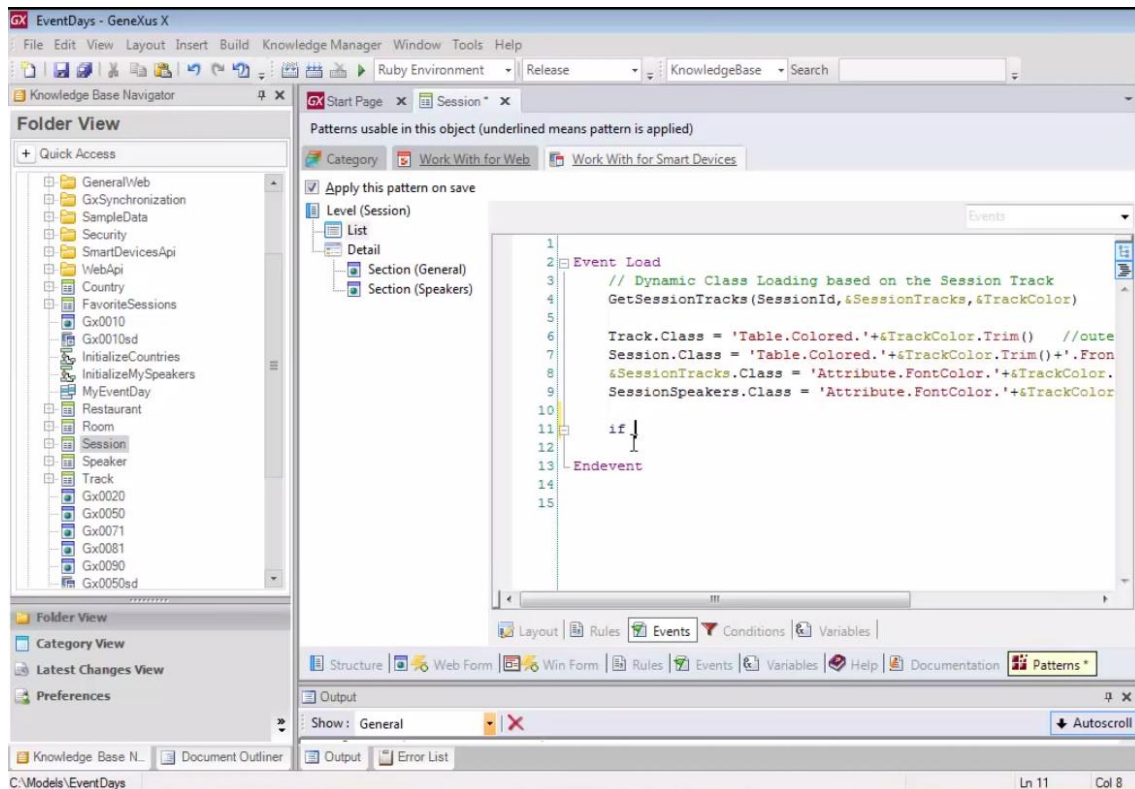 GX EventDays - GeneXus X
File Edit View Layout Insert Build Knowledge Manager Window Tools Help
Ruby Environment Release KnowledgeBase Search
Knowledge Base Navigator
Folder View
+ Quick Access
GeneralWeb
GxSynchronization
SampleData
Security
SmartDevicesApi
WebApi
Country
FavoriteSessions
Gx0010
Gx0010sd
InitializeCountries
InitializeMySpeakers
MyEventDay
Restaurant
Room
Session
Speaker
Track
Gx0020
Gx0050
Gx0071
Gx0081
Gx0090
Gx0050sd
Folder View
Category View
Latest Changes View
Preferences
Knowledge Base N... Document Outliner
GX Start Page X Session * X
Patterns usable in this object (underlined means pattern is applied)
Category Work With for Web Work With for Smart Devices
Apply this pattern on save
Level (Session)
List
Detail
Section (General)
Section (Speakers)
Events
1
2 Event Load
3 // Dynamic Class Loading based on the Session Track
4 GetSessionTracks(SessionId,&SessionTracks,&TrackColor)
5
6 Track.Class = 'Table.Colored.'+&TrackColor.Trim() //oute
7 Session.Class = 'Table.Colored.'+&TrackColor.Trim()+'.Fron
8 &SessionTracks.Class = 'Attribute.FontColor.'+&TrackColor.
9 SessionSpeakers.Class = 'Attribute.FontColor.'+&TrackColor
10
11 if
12
13 Endevent
14
15
Layout Rules Events Conditions Variables
Structure Web Form Win Form Rules Events Variables Help Documentation Patterns *
Output
Show: General Autoscroll
Output Error List
C:\Models\EventDays Ln 11 Col 8